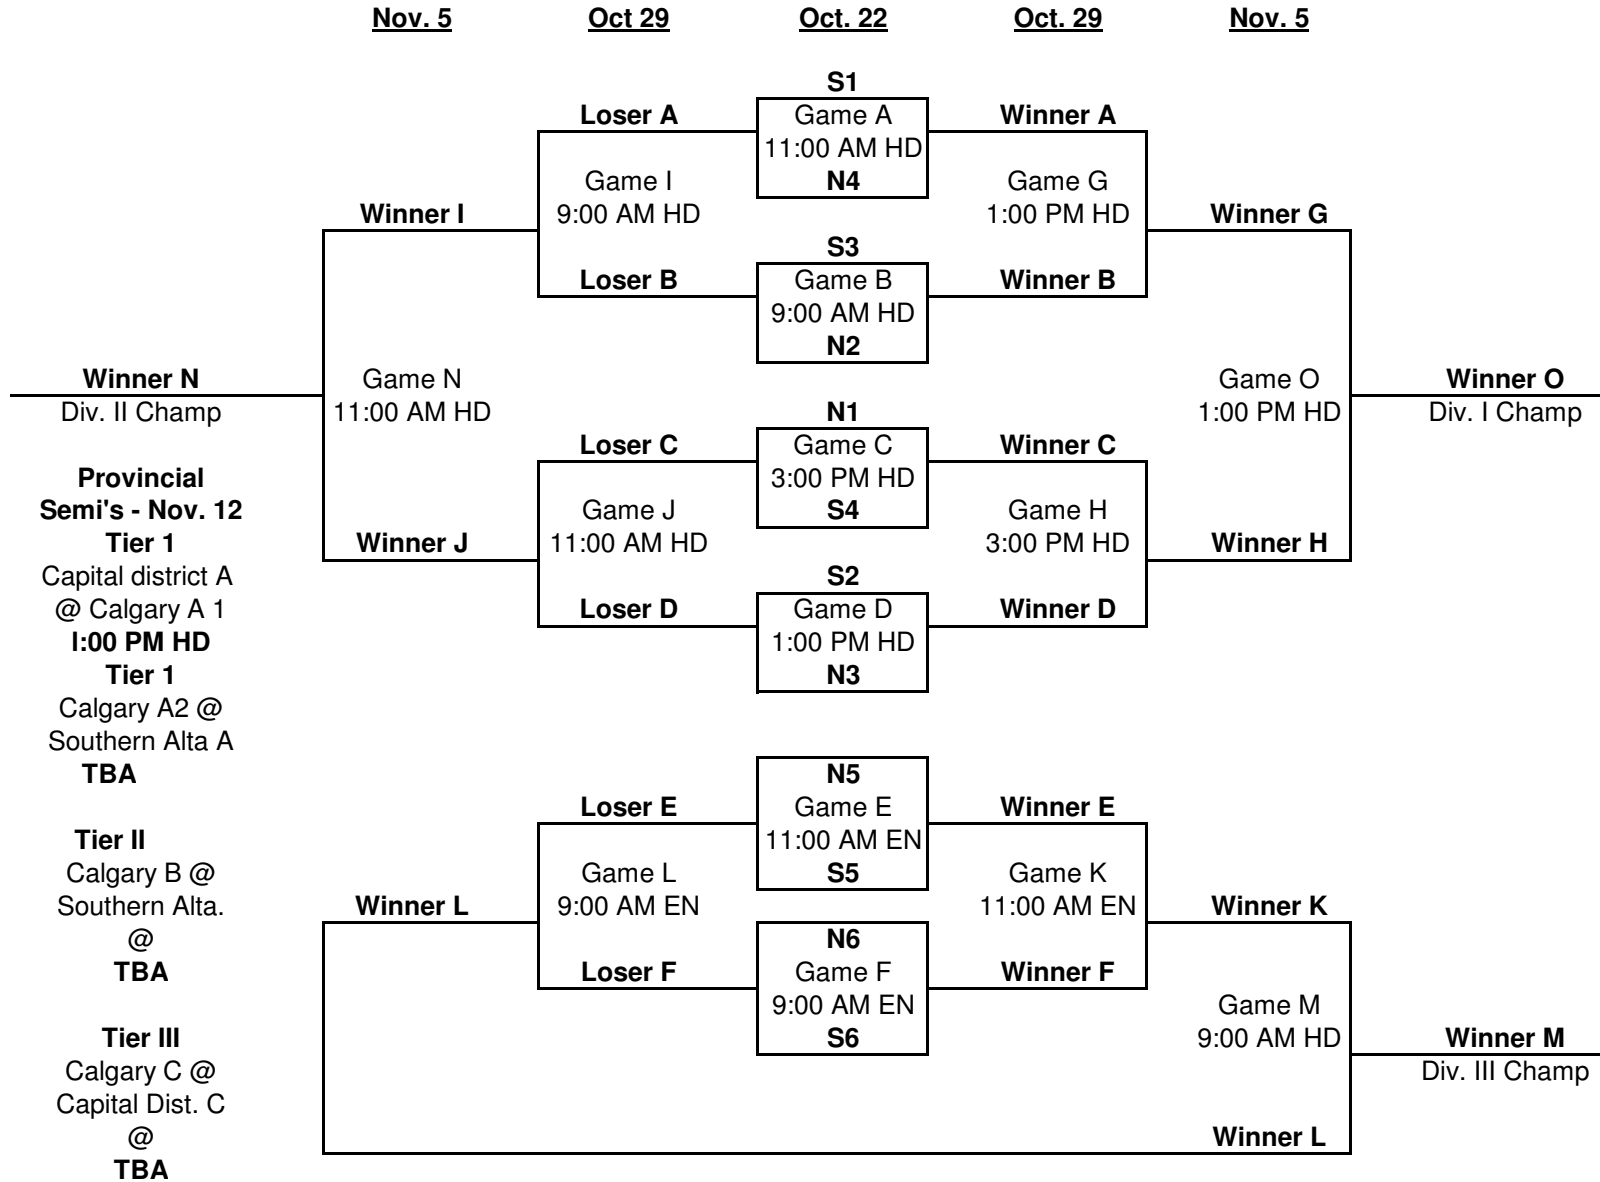 Nov. 5 Oct 29 Oct. 22 Oct. 29 Nov. 5
S1
Loser A Game A Winner A
11:00 AM HD
Game I N4 Game G
Winner I 9:00 AM HD 1:00 PM HD Winner G
S3
Loser B Game B Winner B
9:00 AM HD
N2
Winner N Game N Game O Winner O
Div. II Champ 11:00 AM HD N1 1:00 PM HD Div. I Champ
Loser C Game C Winner C
Provincial 3:00 PM HD
Semi's - Nov. 12 Game J S4 Game H
Tier 1 Winner J 11:00 AM HD 3:00 PM HD Winner H
Capital district A S2
@ Calgary A 1 Loser D Game D Winner D
I:00 PM HD 1:00 PM HD
Tier 1 N3
Calgary A2 @
Southern Alta A
TBA N5
Loser E Game E Winner E
Tier II 11:00 AM EN
Calgary B @ Game L S5 Game K
Southern Alta. Winner L 9:00 AM EN 11:00 AM EN Winner K
@ N6
TBA Loser F Game F Winner F
9:00 AM EN Game M
Tier III S6 9:00 AM HD Winner M
Calgary C @ Div. III Champ
Capital Dist. C
@ Winner L
TBA